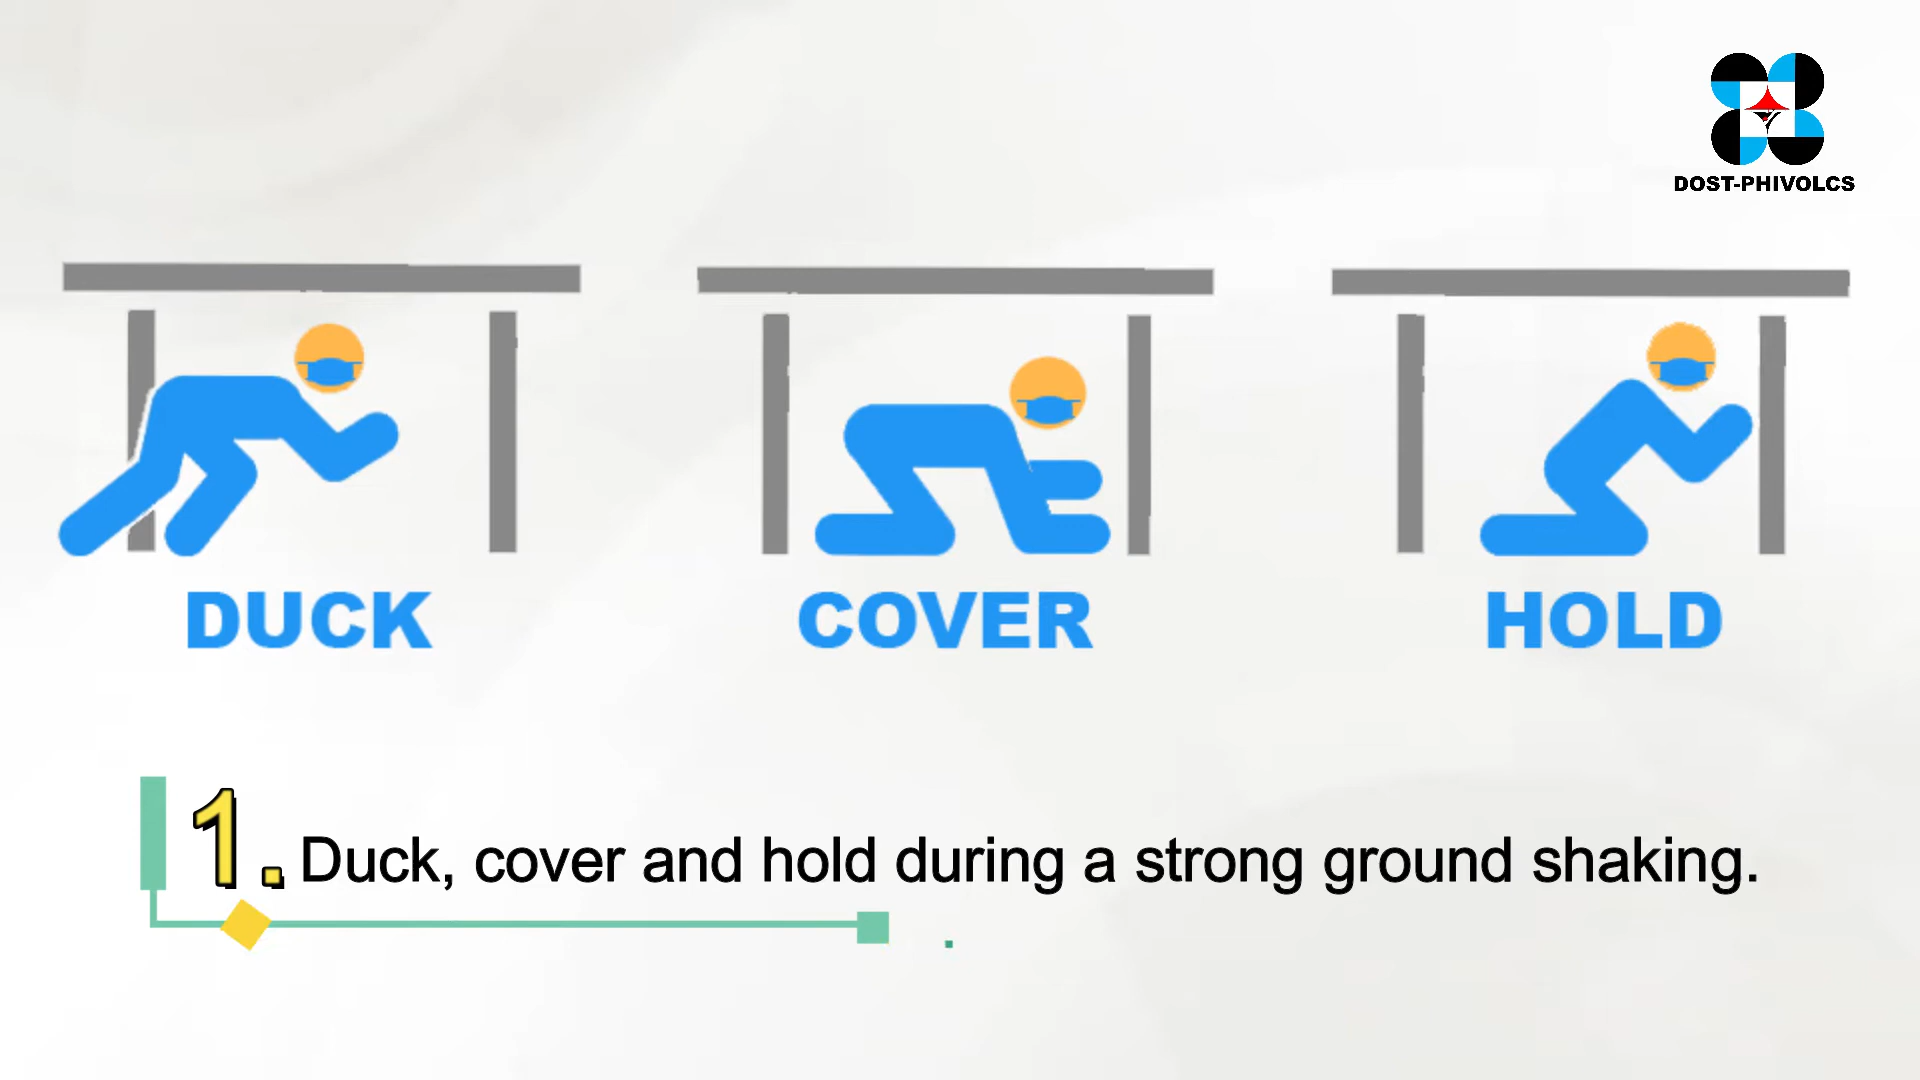 DOST-PHIVOLCS
DUCK
COVER
HOLD
1. Duck, cover and hold during a strong ground shaking.